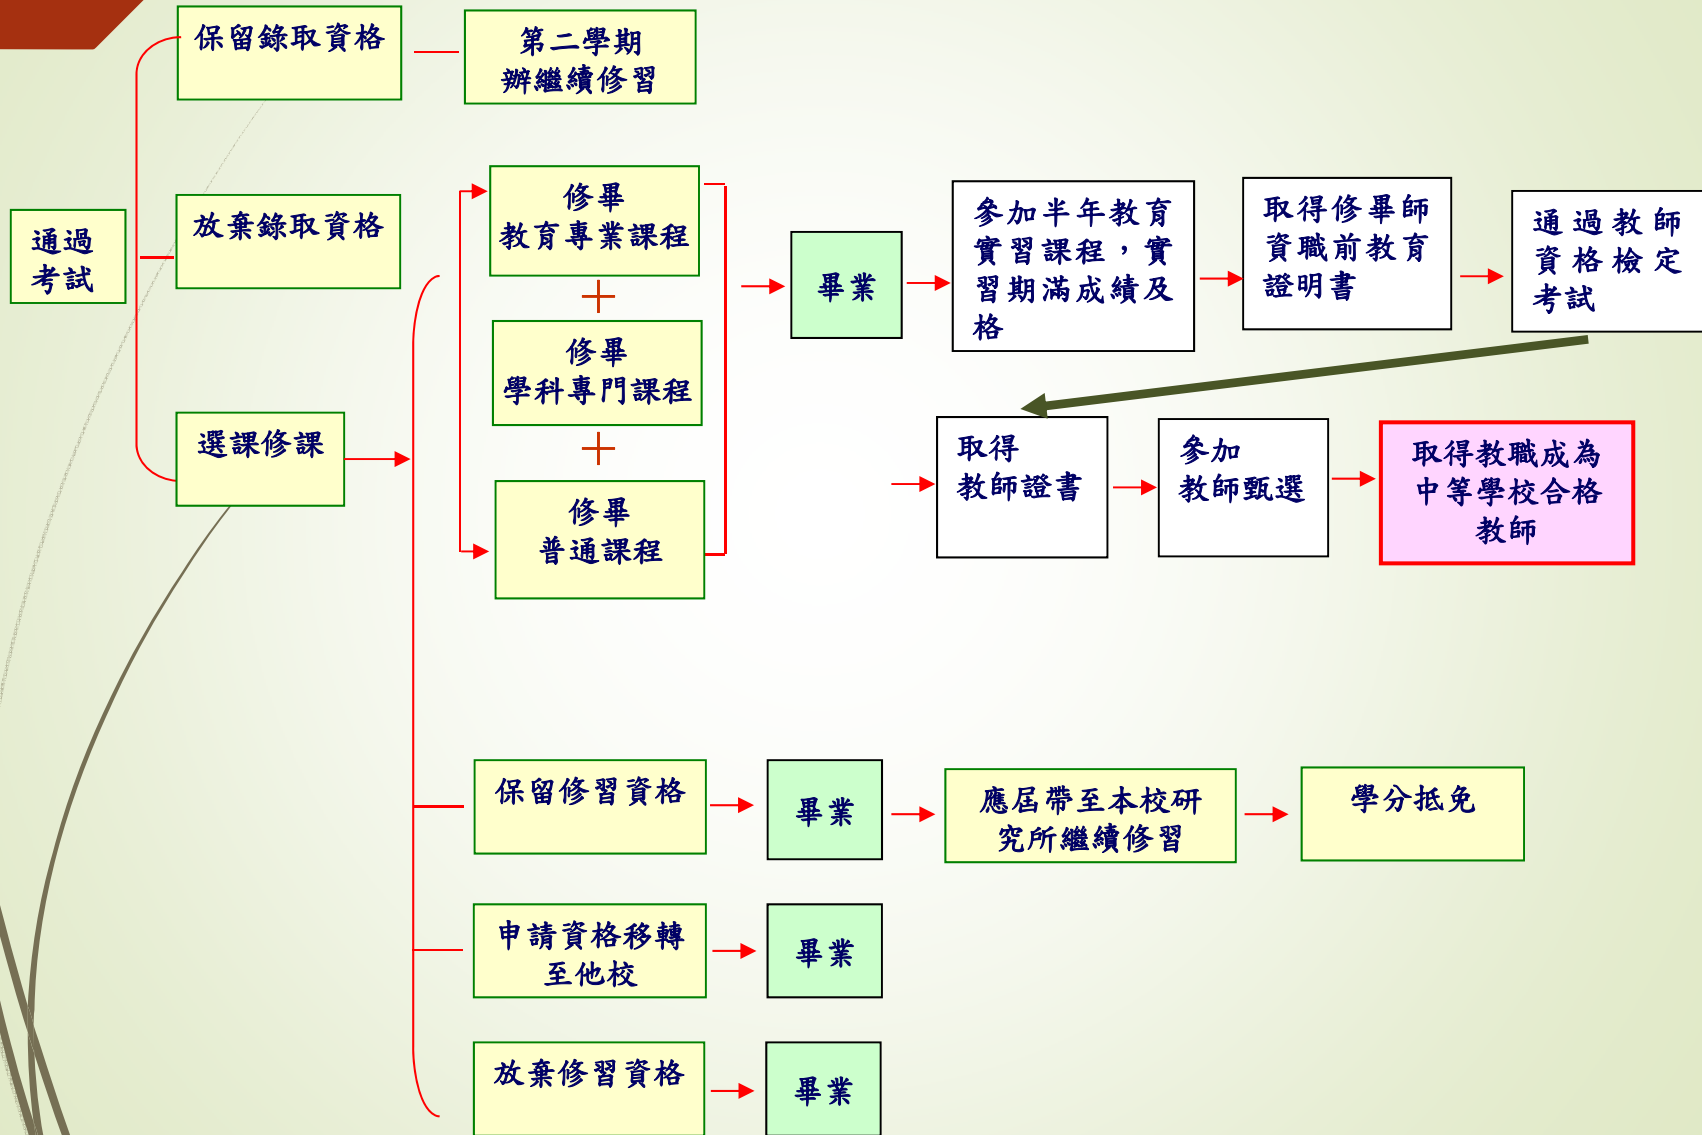 保留錄取資格
第二學期
辦繼續修習
通過
考試
放棄錄取資格
選課修課
修畢
教育專業課程
修畢
學科專門課程
修畢
普通課程
畢業
參加半年教育
實習課程，實
習期滿成績及
格
取得修畢師
資職前教育
證明書
通過教師
資格檢定
考試
取得
教師證書
參加
教師甄選
取得教職成為
中等學校合格
教師
保留修習資格
畢業
應屆帶至本校研
究所繼續修習
學分抵免
申請資格移轉
至他校
畢業
放棄修習資格
畢業